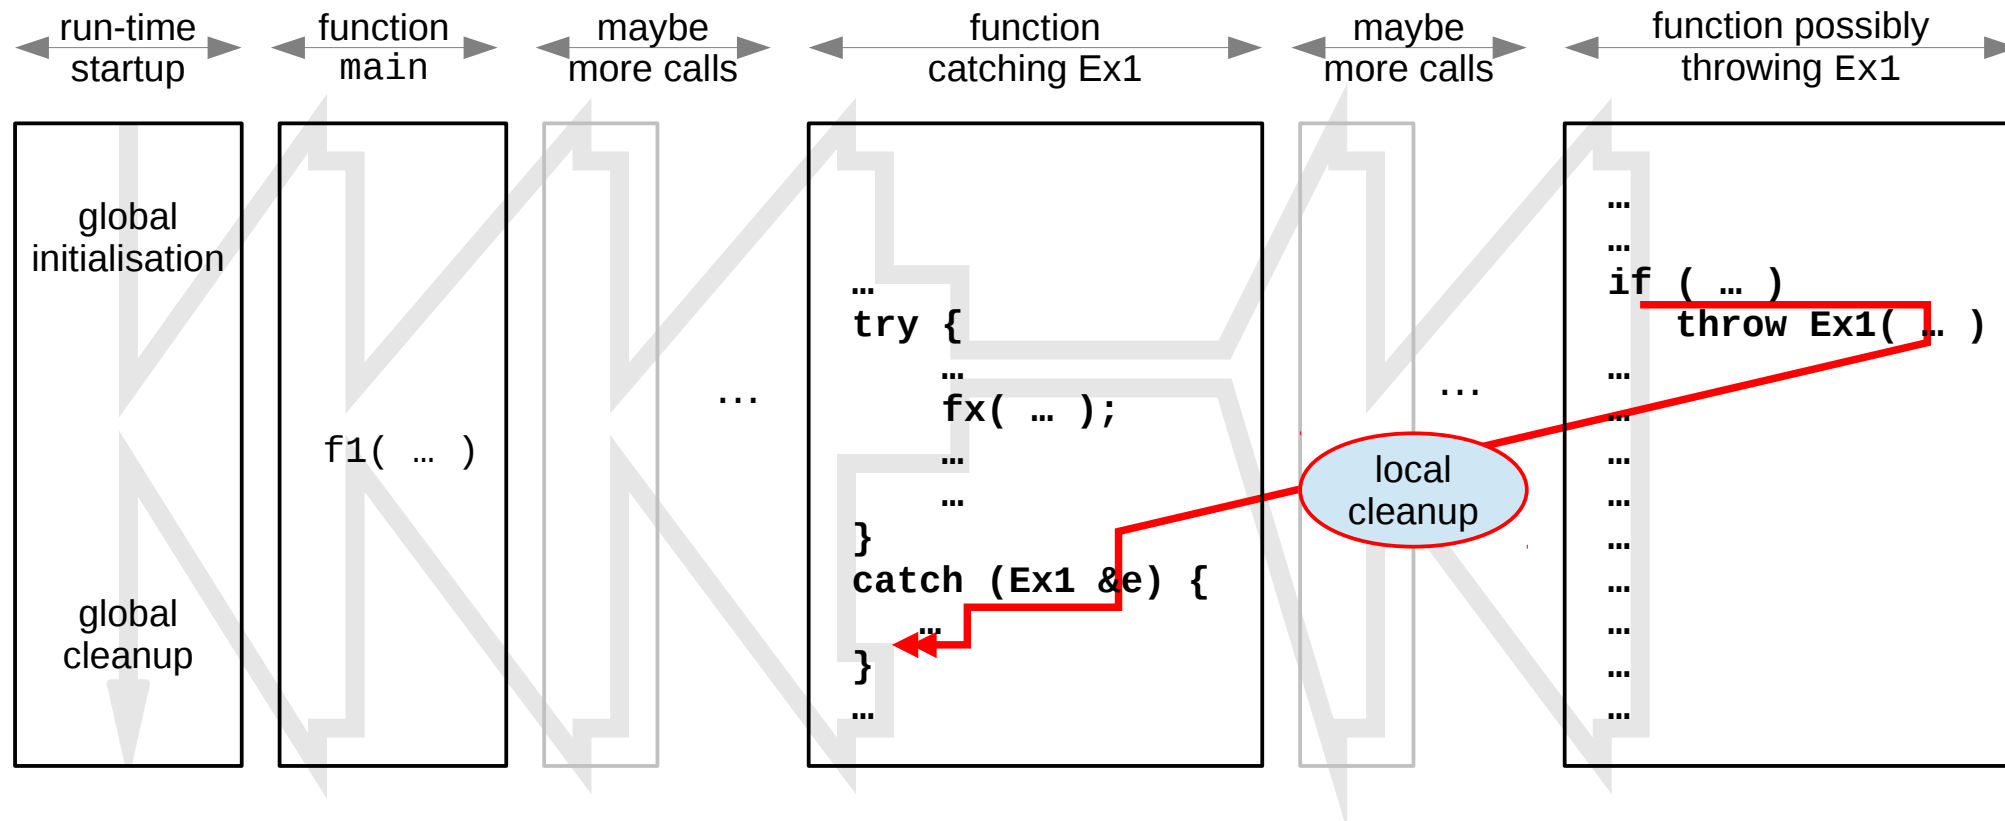 run-time
startup
function
main
maybe
more calls
function
catching Ex1
maybe
more calls
function possibly
throwing Ex1
global
initialisation
global
cleanup
f1( … )
…
…
try {
…
fx( … );
…
…
}
catch (Ex1 &e) {
…
}
…
…
local
cleanup
…
…
if ( … )
throw Ex1( … )
…
…
…
…
…
…
…
…
…